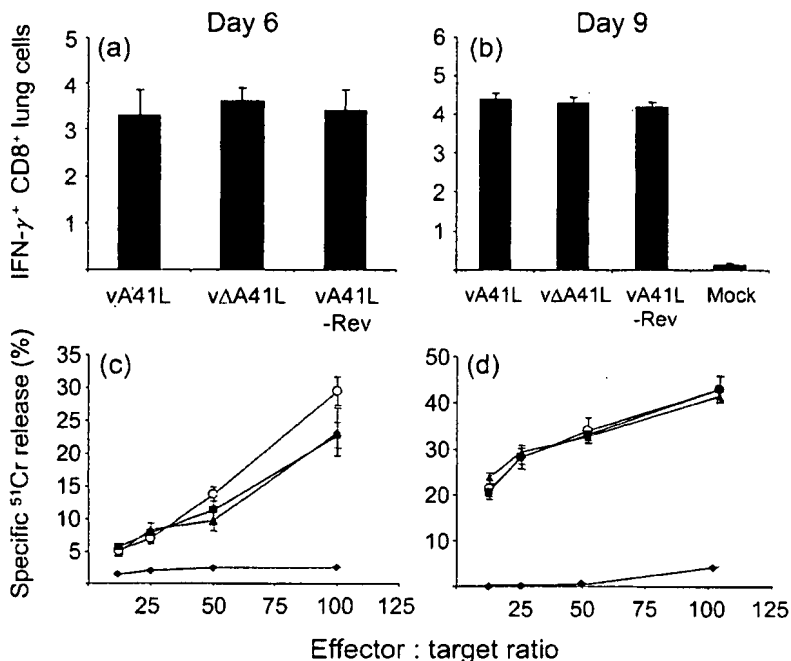 Day 6
Day 9
(a)
(b)
IFN-γ⁺ CD8⁺ lung cells
5
4
3
2
1
6
5
4
3
2
1
vA41L
vΔA41L
vA41L
-Rev
vA41L
vΔA41L
vA41L
-Rev
Mock
(c)
(d)
Specific ⁵¹Cr release (%)
35
30
25
20
15
10
5
50
40
30
20
10
25
50
75
100
125
25
50
75
100
125
Effector : target ratio